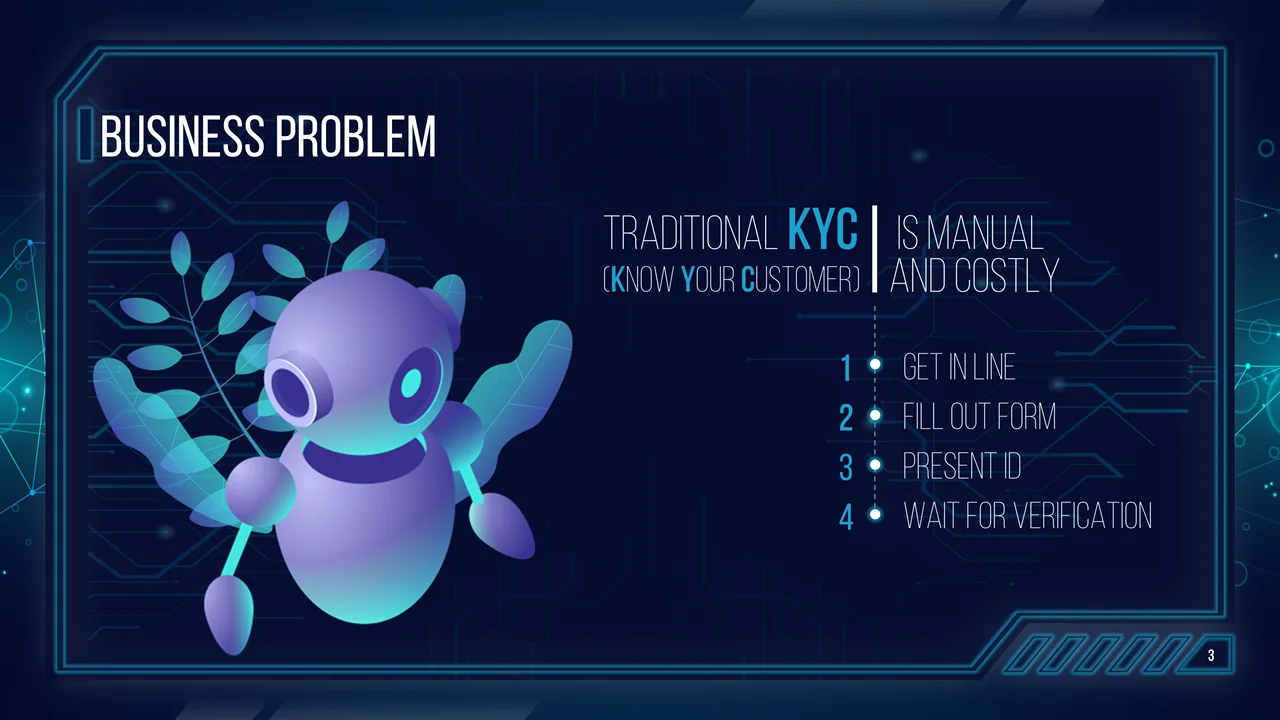 BUSINESS PROBLEM
TRADITIONAL KYC
(KNOW YOUR CUSTOMER)
IS MANUAL
AND COSTLY
1 GET IN LINE
2 FILL OUT FORM
3 PRESENT ID
4 WAIT FOR VERIFICATION
3